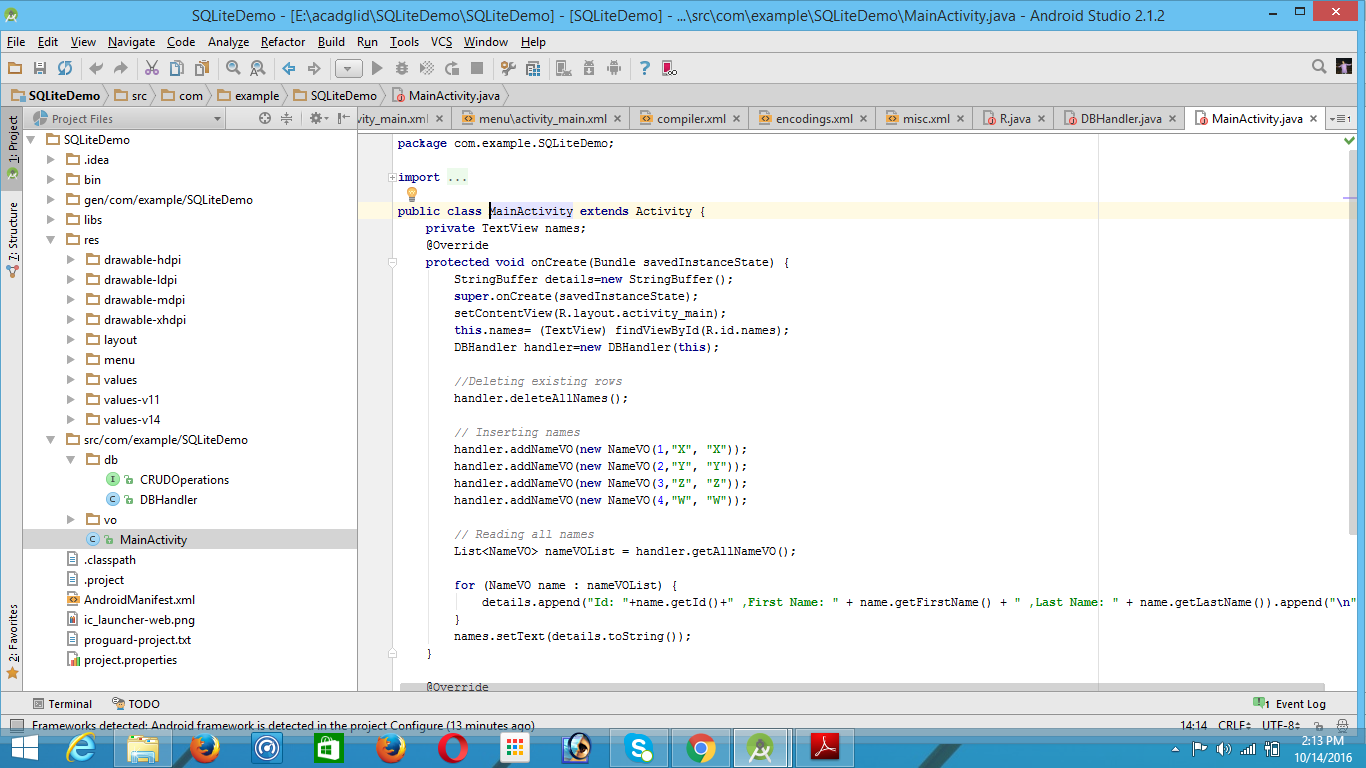 SQLiteDemo - [E:\acadglid\SQLiteDemo\SQLiteDemo] - [SQLiteDemo] - ...\src\com\example\SQLiteDemo\MainActivity.java - Android Studio 2.1.2
File Edit View Navigate Code Analyze Refactor Build Run Tools VCS Window Help
SQLiteDemo src com example SQLiteDemo MainActivity.java
1: Project
7: Structure
2: Favorites
Project Files
SQLiteDemo
.idea
bin
gen/com/example/SQLiteDemo
libs
res
drawable-hdpi
drawable-ldpi
drawable-mdpi
drawable-xhdpi
layout
menu
values
values-v11
values-v14
src/com/example/SQLiteDemo
db
I CRUDOperations
C DBHandler
vo
C MainActivity
.classpath
.project
AndroidManifest.xml
ic_launcher-web.png
proguard-project.txt
project.properties
vity_main.xml menu\activity_main.xml compiler.xml encodings.xml misc.xml R.java DBHandler.java MainActivity.java 1
package com.example.SQLiteDemo;
import ...
public class MainActivity extends Activity {
private TextView names;
@Override
protected void onCreate(Bundle savedInstanceState) {
StringBuffer details=new StringBuffer();
super.onCreate(savedInstanceState);
setContentView(R.layout.activity_main);
this.names= (TextView) findViewById(R.id.names);
DBHandler handler=new DBHandler(this);
//Deleting existing rows
handler.deleteAllNames();
// Inserting names
handler.addNameVO(new NameVO(1,"X", "X"));
handler.addNameVO(new NameVO(2,"Y", "Y"));
handler.addNameVO(new NameVO(3,"Z", "Z"));
handler.addNameVO(new NameVO(4,"W", "W"));
// Reading all names
List<NameVO> nameVOList = handler.getAllNameVO();
for (NameVO name : nameVOList) {
details.append("Id: "+name.getId()+" ,First Name: " + name.getFirstName() + " ,Last Name: " + name.getLastName()).append("\n"
}
names.setText(details.toString());
}
@Override
Terminal TODO 1 Event Log
Frameworks detected: Android framework is detected in the project Configure (13 minutes ago) 14:14 CRLF UTF-8
2:13 PM
10/14/2016